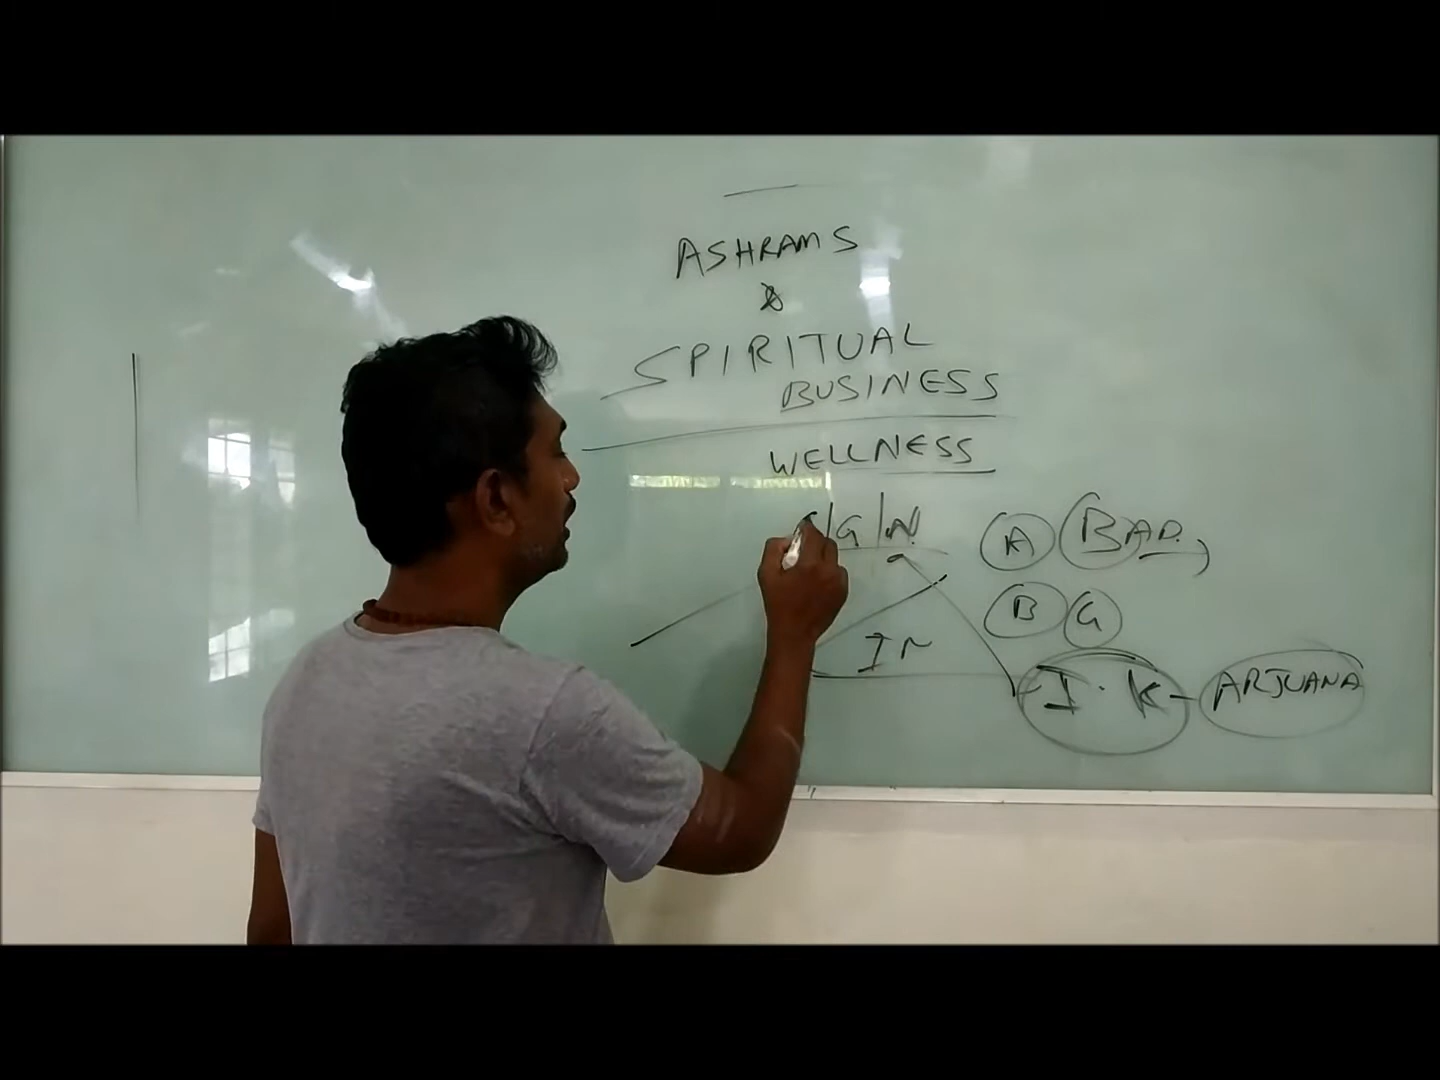 ASHRAMS
&
SPIRITUAL
BUSINESS
WELLNESS
/G/N
A BAD,
B G
IN
I. K - ARJUANA